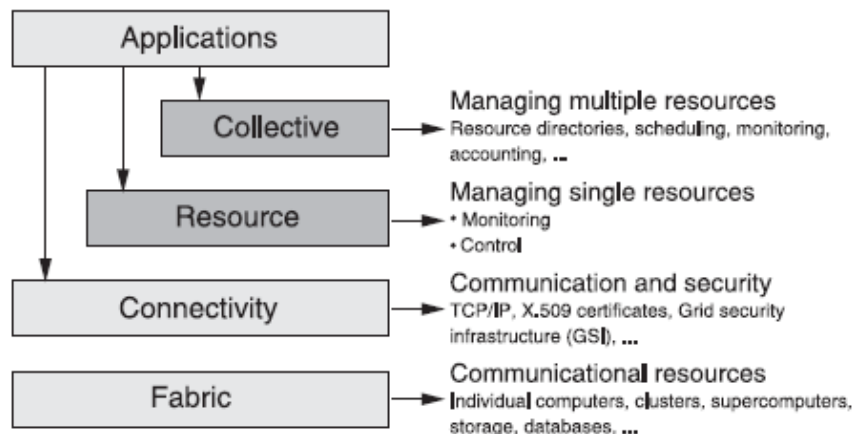 Applications
Collective
Managing multiple resources
Resource directories, scheduling, monitoring,
accounting, ...
Resource
Managing single resources
• Monitoring
• Control
Connectivity
Communication and security
TCP/IP, X.509 certificates, Grid security
infrastructure (GSI), ...
Fabric
Communicational resources
Individual computers, clusters, supercomputers,
storage, databases, ...